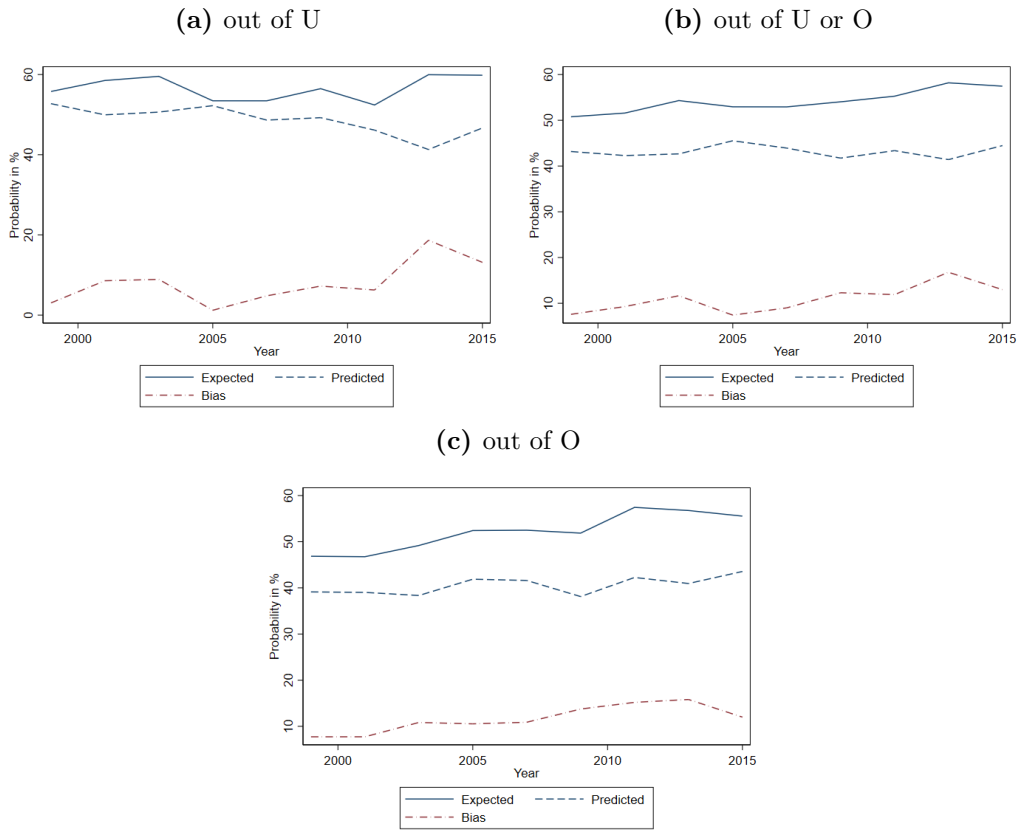 (a) out of U
60
40
20
0
Probability in %
2000 2005 2010 2015
Year
Expected Predicted
Bias
(b) out of U or O
60
50
40
30
20
10
Probability in %
2000 2005 2010 2015
Year
Expected Predicted
Bias
(c) out of O
60
50
40
30
20
10
Probability in %
2000 2005 2010 2015
Year
Expected Predicted
Bias